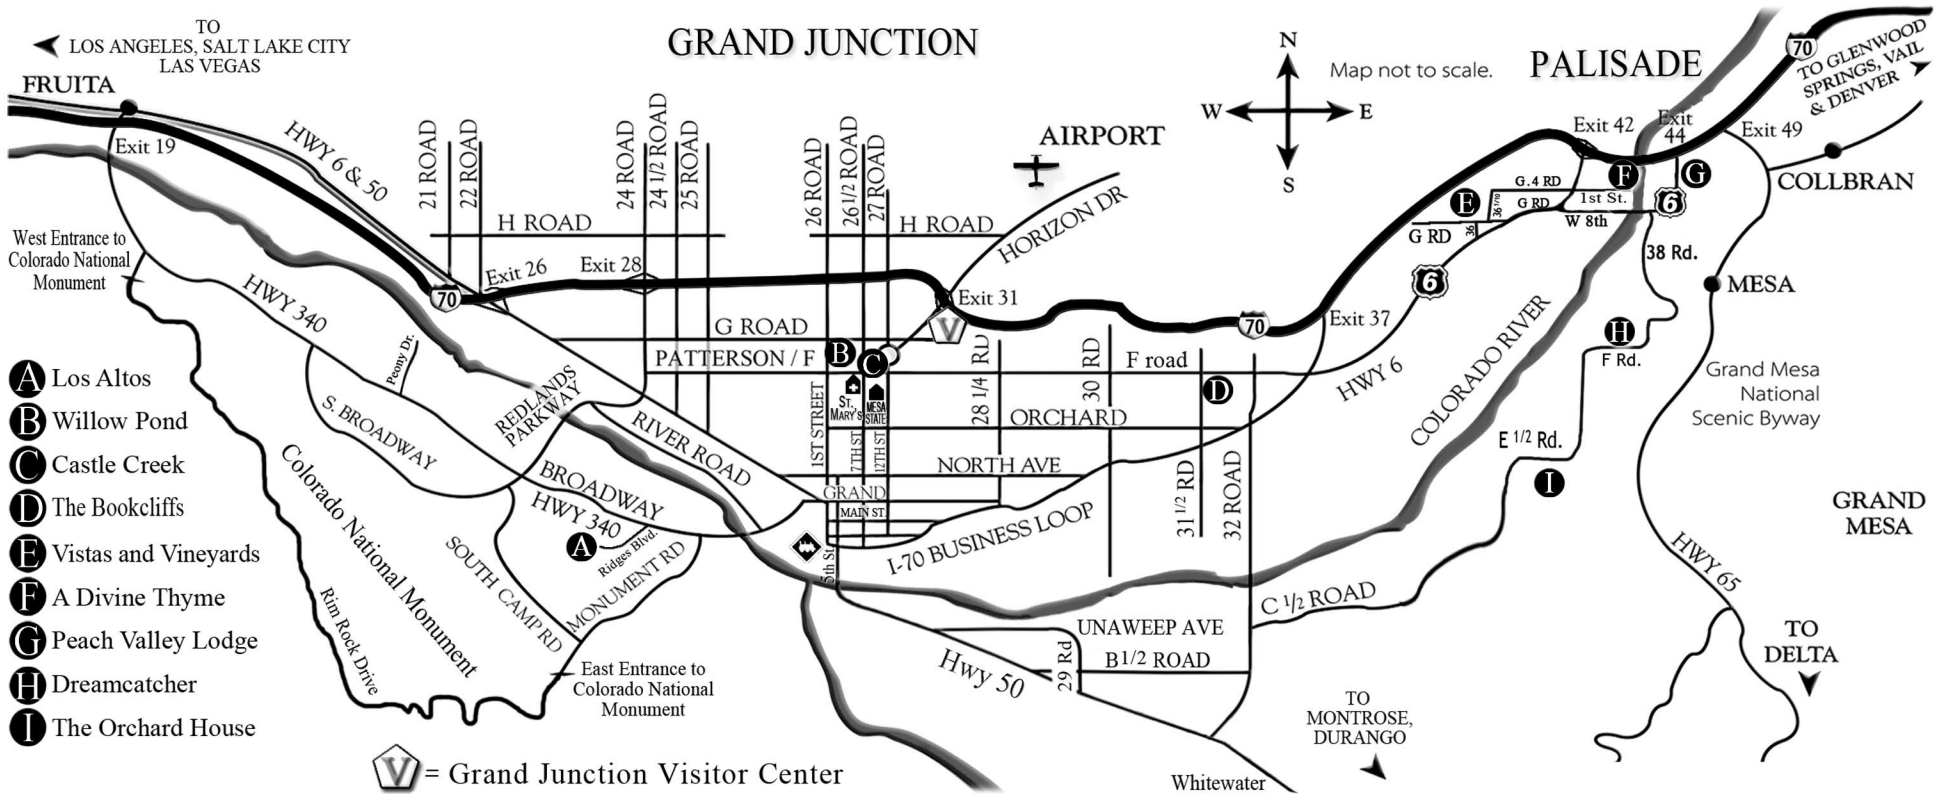 TO
LOS ANGELES, SALT LAKE CITY
LAS VEGAS
FRUITA
GRAND JUNCTION
PALISADE
N
W
E
S
Map not to scale.
70
TO GLENWOOD
SPRINGS, VAIL
& DENVER
AIRPORT
Exit 19
HWY 6 & 50
21 ROAD
22 ROAD
24 ROAD
24 1/2 ROAD
25 ROAD
26 ROAD
26 1/2 ROAD
27 ROAD
H ROAD
H ROAD
HORIZON DR
Exit 42
Exit
44
Exit 49
COLLBRAN
F
G
E
G.4 RD
36 1/10
G RD
1st St.
6
W 8th
G RD
36
38 Rd.
West Entrance to
Colorado National
Monument
HWY 340
70
Exit 26
Exit 28
Exit 31
V
70
Exit 37
6
MESA
G ROAD
PATTERSON / F
B
C
28 1/4 RD
30 RD
F road
D
HWY 6
COLORADO RIVER
H
F Rd.
Grand Mesa
National
Scenic Byway
Peony Dr.
S. BROADWAY
REDLANDS
PARKWAY
RIVER ROAD
1ST STREET
ST.
MARY'S
MESA
STATE
7TH ST
12TH ST
ORCHARD
NORTH AVE
GRAND
MAIN ST.
31 1/2 RD
32 ROAD
E 1/2 Rd.
I
GRAND
MESA
BROADWAY
HWY 340
A
Ridges Blvd.
MONUMENT RD
SOUTH CAMP RD
Colorado National Monument
Rim Rock Drive
5th St.
I-70 BUSINESS LOOP
C 1/2 ROAD
HWY 65
UNAWEEP AVE
29 Rd
B1/2 ROAD
Hwy 50
TO
DELTA
East Entrance to
Colorado National
Monument
TO
MONTROSE,
DURANGO
Whitewater
A Los Altos
B Willow Pond
C Castle Creek
D The Bookcliffs
E Vistas and Vineyards
F A Divine Thyme
G Peach Valley Lodge
H Dreamcatcher
I The Orchard House
V = Grand Junction Visitor Center